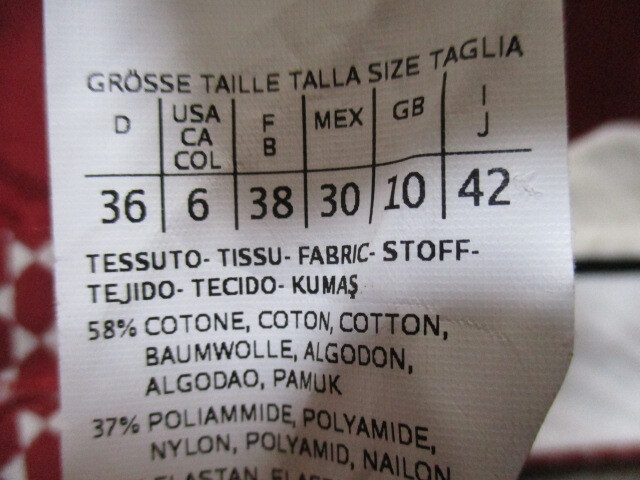 GRÖSSE TAILLE TALLA SIZE TAGLIA
D USA CA COL F B MEX GB I J
36 6 38 30 10 42
TESSUTO- TISSU- FABRIC- STOFF-
TEJIDO- TECIDO- KUMAŞ
58% COTONE, COTON, COTTON,
BAUMWOLLE, ALGODON,
ALGODAO, PAMUK
37% POLIAMMIDE, POLYAMIDE,
NYLON, POLYAMID, NAILON
ELASTAN,